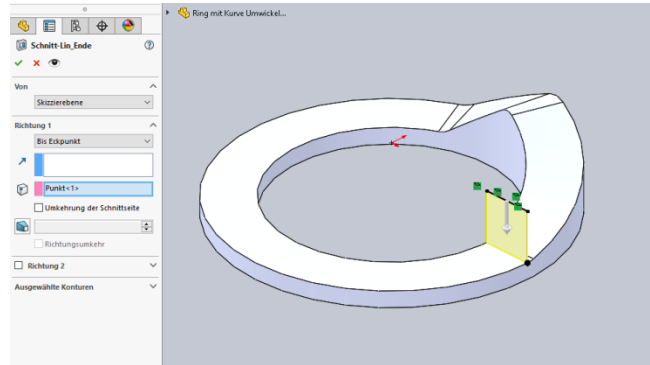 Ring mit Kurve Umwickel...
Schnitt-Lin_Ende
Von
Skizzierebene
Richtung 1
Bis Eckpunkt
Punkt<1>
Umkehrung der Schnittseite
Richtungsumkehr
Richtung 2
Ausgewählte Konturen